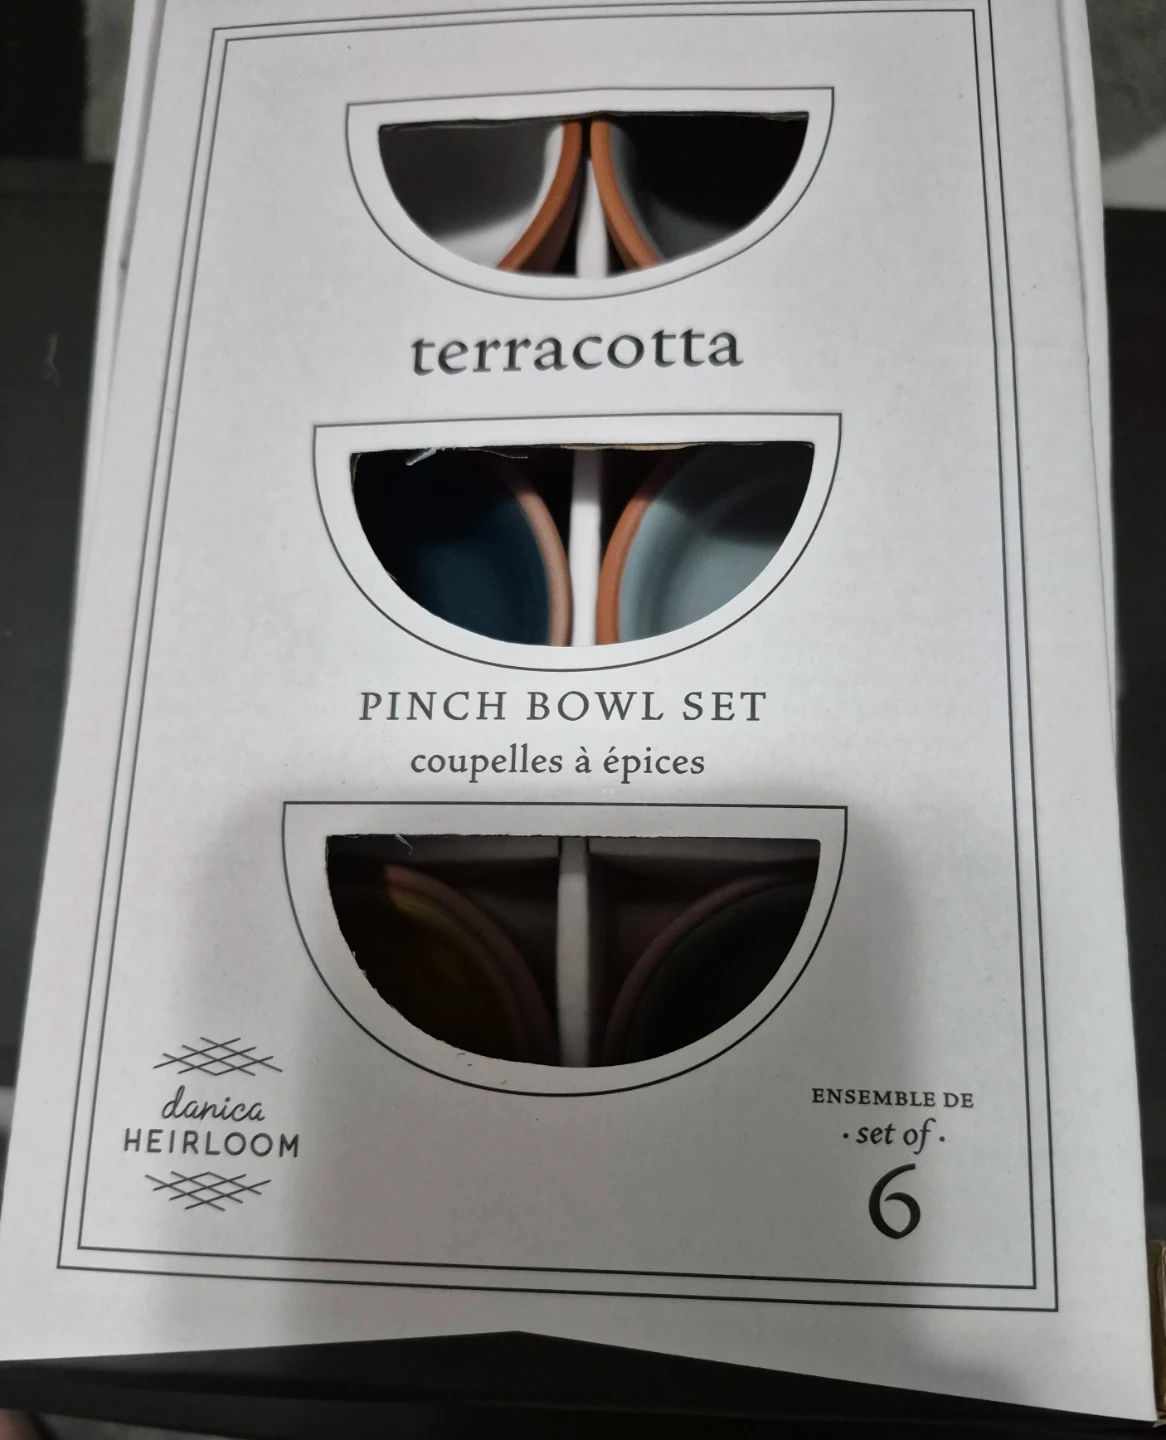 terracotta
PINCH BOWL SET
coupelles à épices
danica
HEIRLOOM
ENSEMBLE DE
· set of ·
6